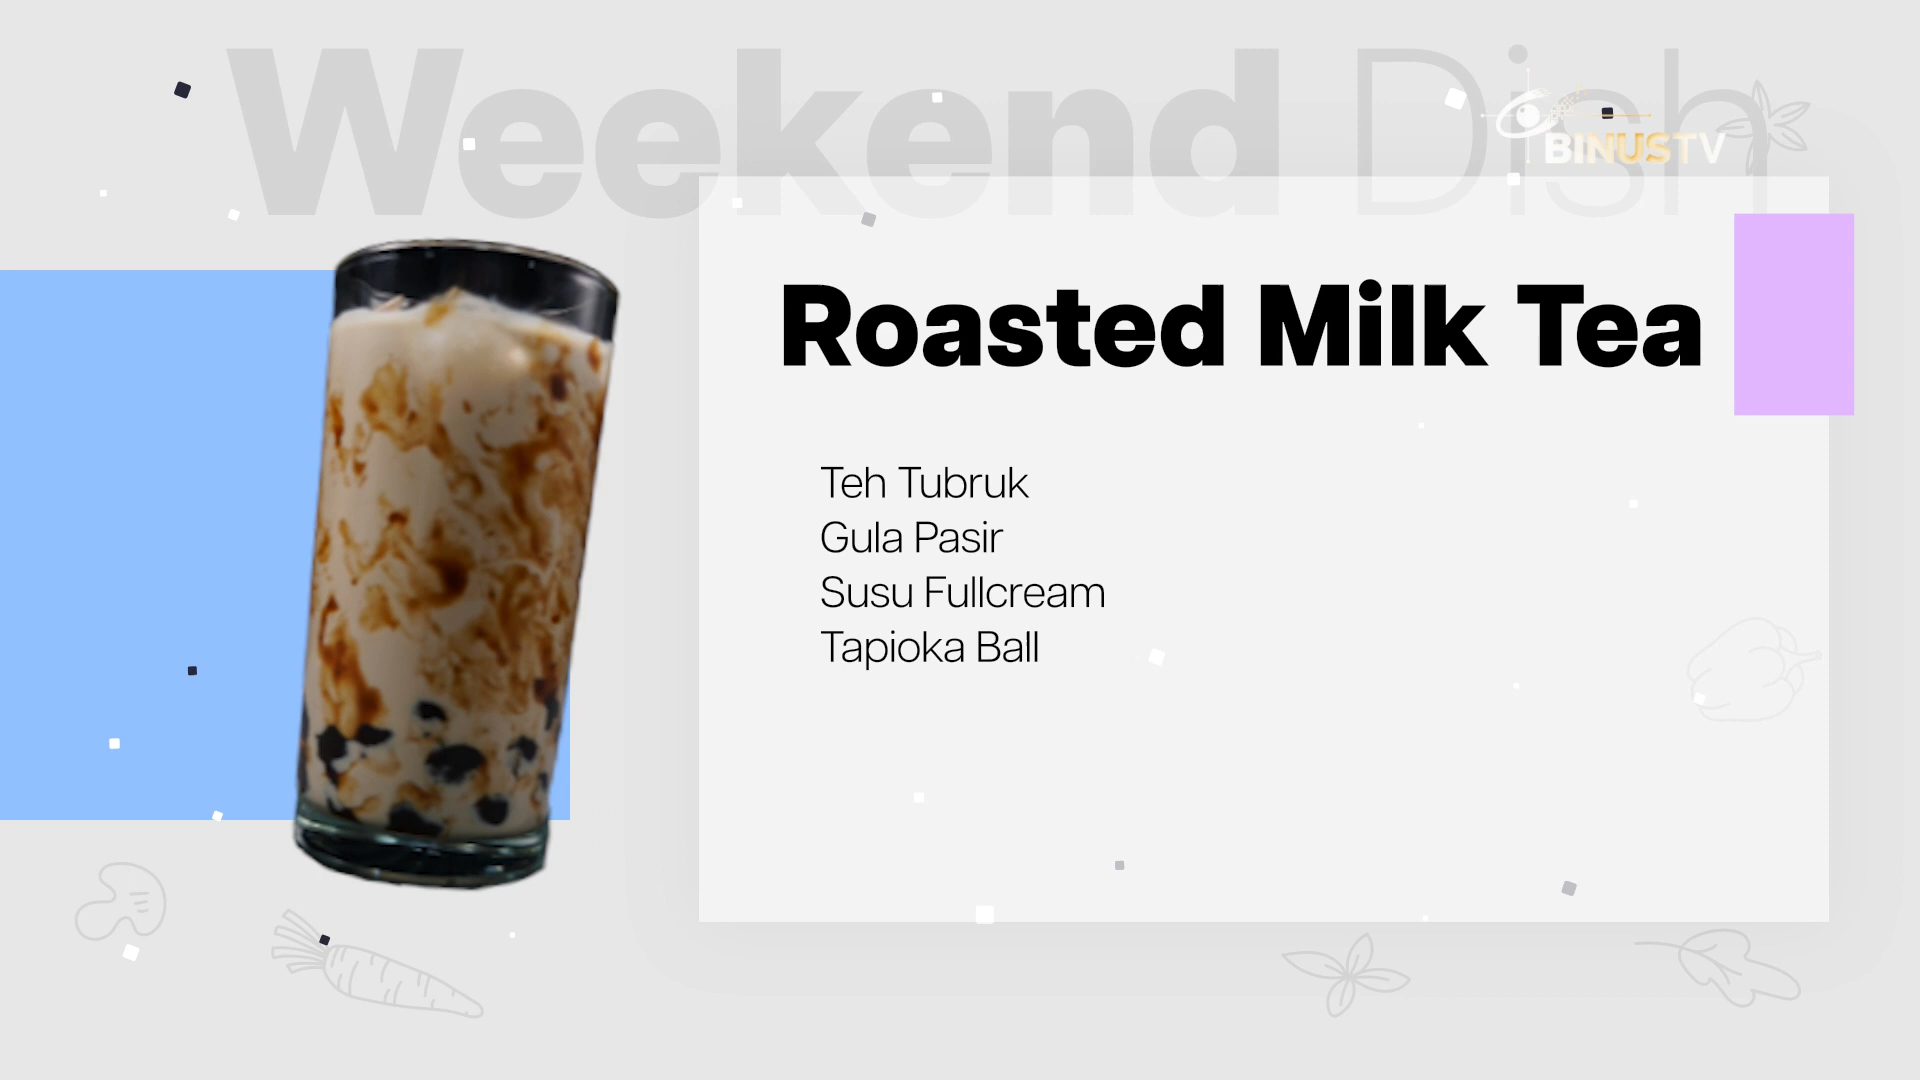 Weekend Dish
BINUSTV
Roasted Milk Tea
Teh Tubruk
Gula Pasir
Susu Fullcream
Tapioka Ball